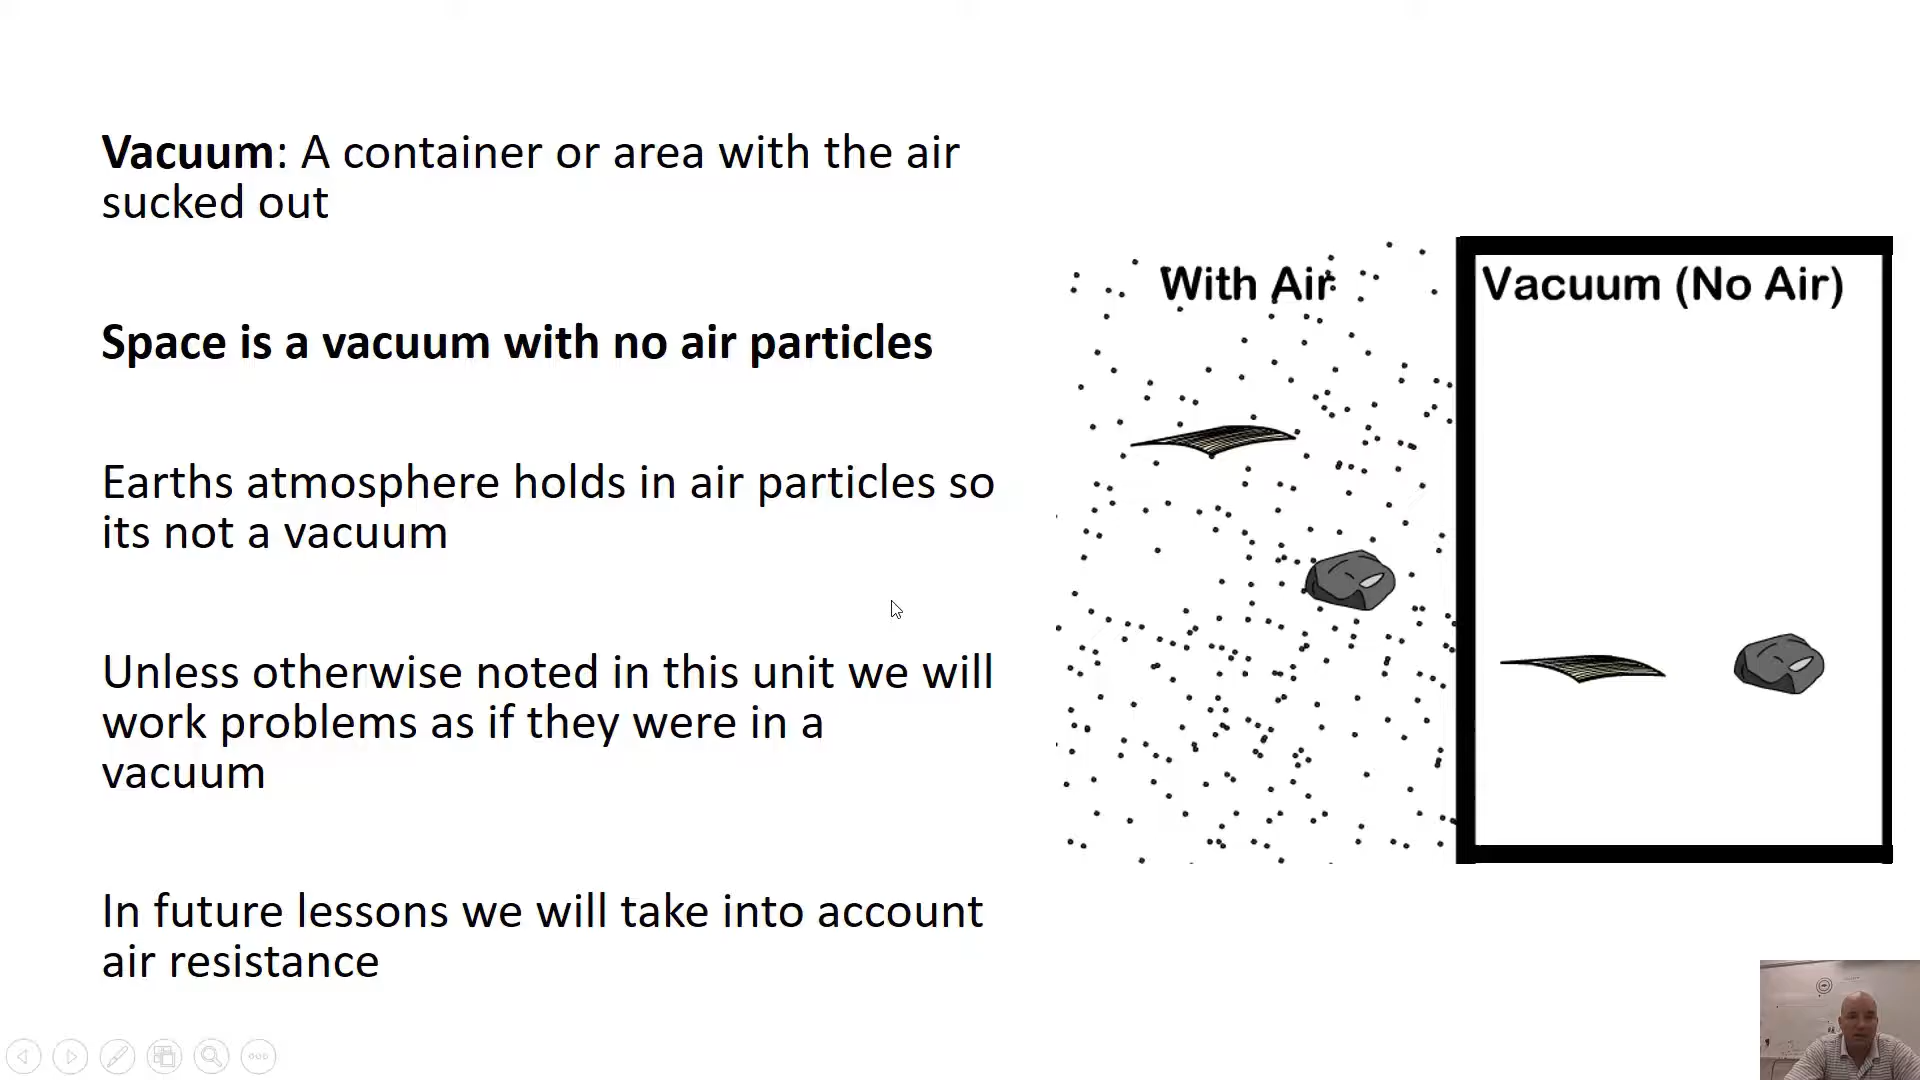 Vacuum: A container or area with the air
sucked out
Space is a vacuum with no air particles
Earths atmosphere holds in air particles so
its not a vacuum
Unless otherwise noted in this unit we will
work problems as if they were in a
vacuum
In future lessons we will take into account
air resistance
With Air
Vacuum (No Air)